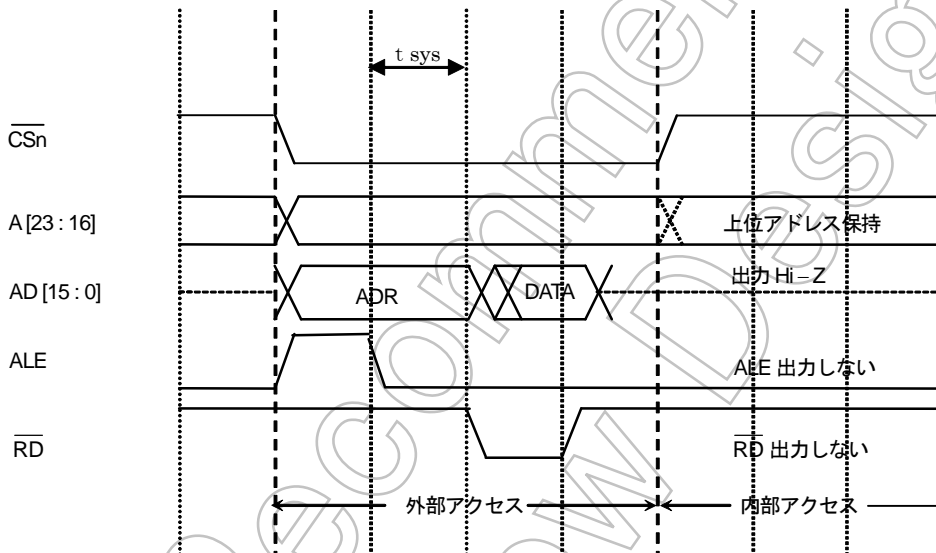 t sys
CSn
A [23 : 16]
上位アドレス保持
AD [15 : 0]
ADR
DATA
出力 Hi – Z
ALE
ALE 出力しない
RD
RD 出力しない
外部アクセス
内部アクセス